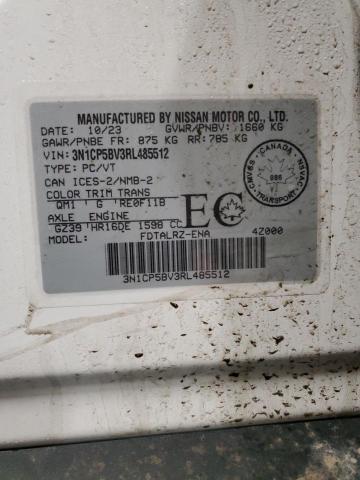 MANUFACTURED BY NISSAN MOTOR CO., LTD.
DATE: 10/23 GVWR/PNBV: 1660 KG
GAWR/PNBE FR: 875 KG RR: 785 KG
VIN: 3N1CP5BV3RL485512
TYPE: PC/VT
CAN ICES-2/NMB-2
COLOR TRIM TRANS
QM1 ' G ' RE0F11B
AXLE ENGINE
GZ39 'HR16DE 1598 CC
MODEL:
FDTALRZ-ENA 4Z000
EC
CANADA
CMVSS NSVAC
986
TRANSPORT
3N1CP5BV3RL485512